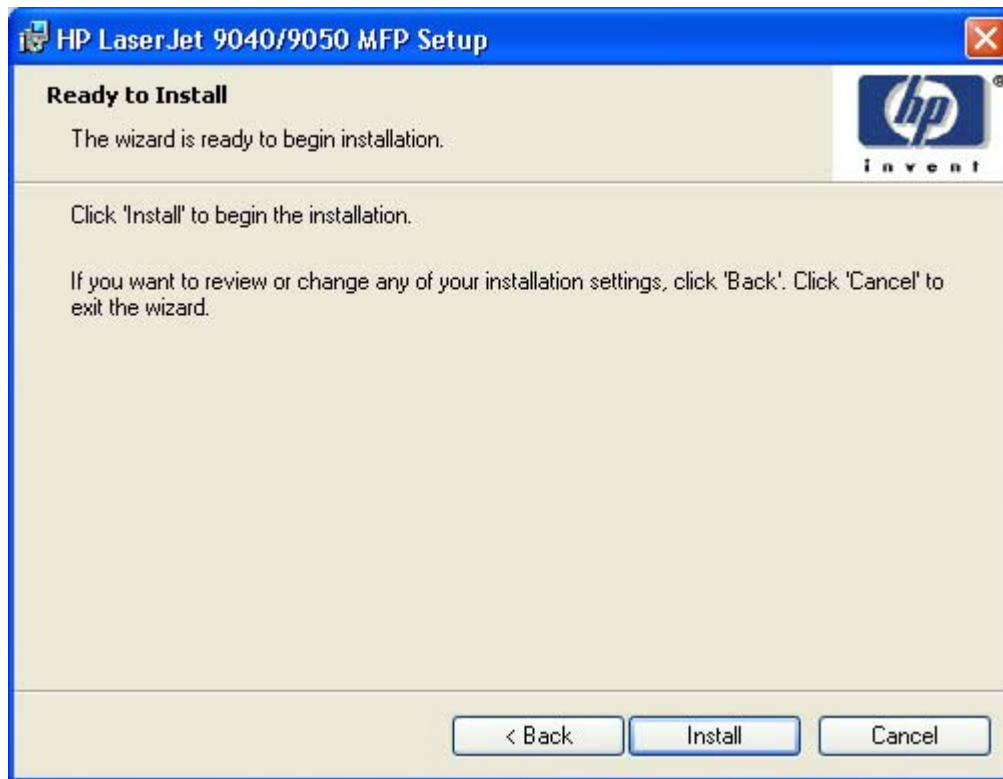 HP LaserJet 9040/9050 MFP Setup
Ready to Install
The wizard is ready to begin installation.
hp
®
invent
Click 'Install' to begin the installation.
If you want to review or change any of your installation settings, click 'Back'. Click 'Cancel' to
exit the wizard.
< Back
Install
Cancel